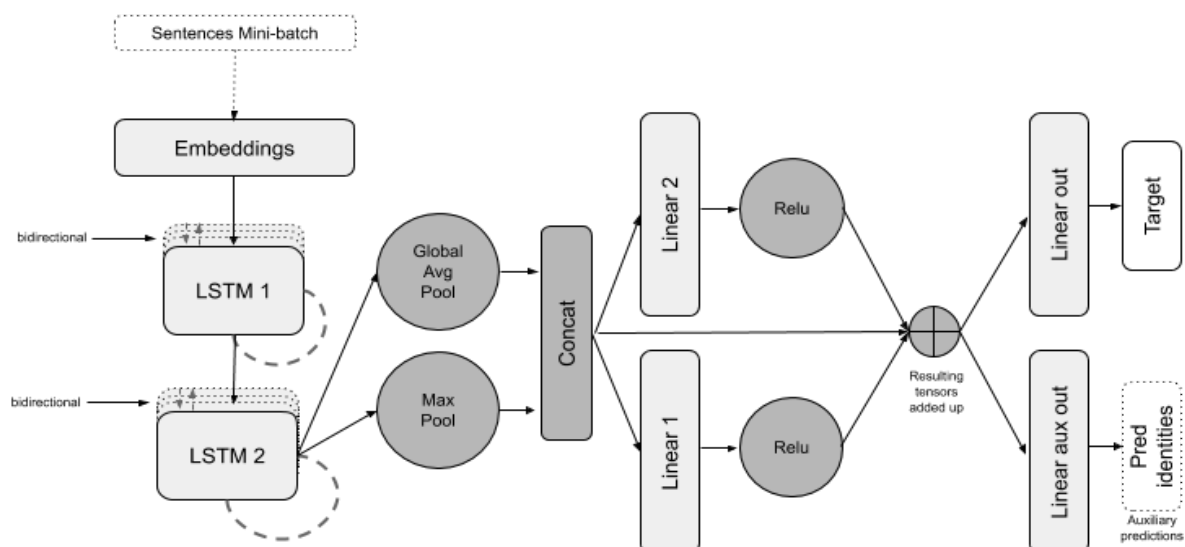 Sentences Mini-batch
Embeddings
bidirectional
LSTM 1
bidirectional
LSTM 2
Global
Avg
Pool
Max
Pool
Concat
Linear 2
Relu
Linear 1
Relu
Resulting
tensors
added up
Linear out
Target
Linear aux out
Pred
identities
Auxiliary
predictions